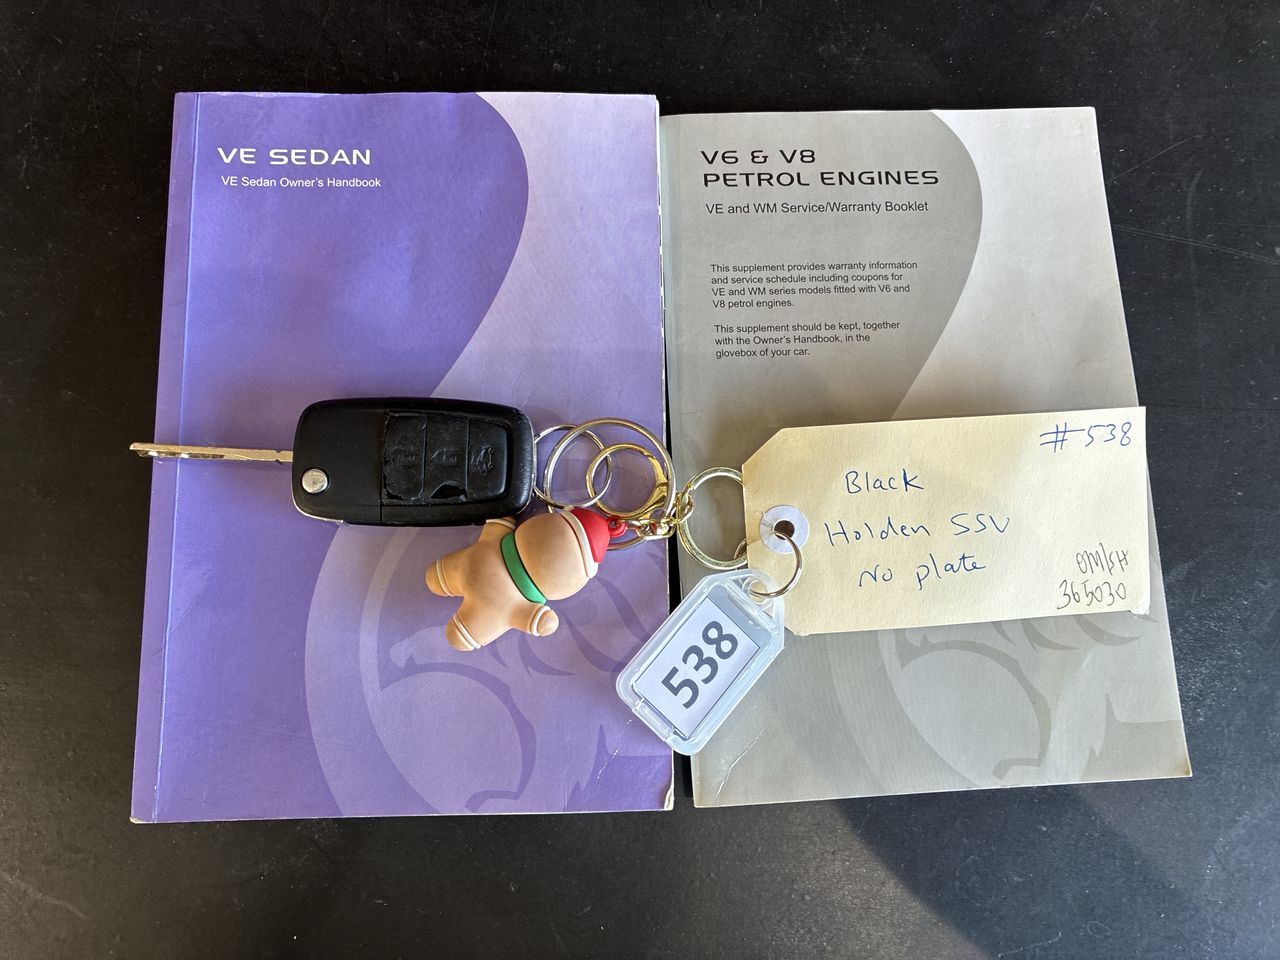 VE SEDAN
VE Sedan Owner's Handbook
V6 & V8
PETROL ENGINES
VE and WM Service/Warranty Booklet
This supplement provides warranty information
and service schedule including coupons for
VE and WM series models fitted with V6 and
V8 petrol engines.
This supplement should be kept, together
with the Owner's Handbook, in the
glovebox of your car.
#538
Black
Holden SSV
No plate
OM/SH
365030
538